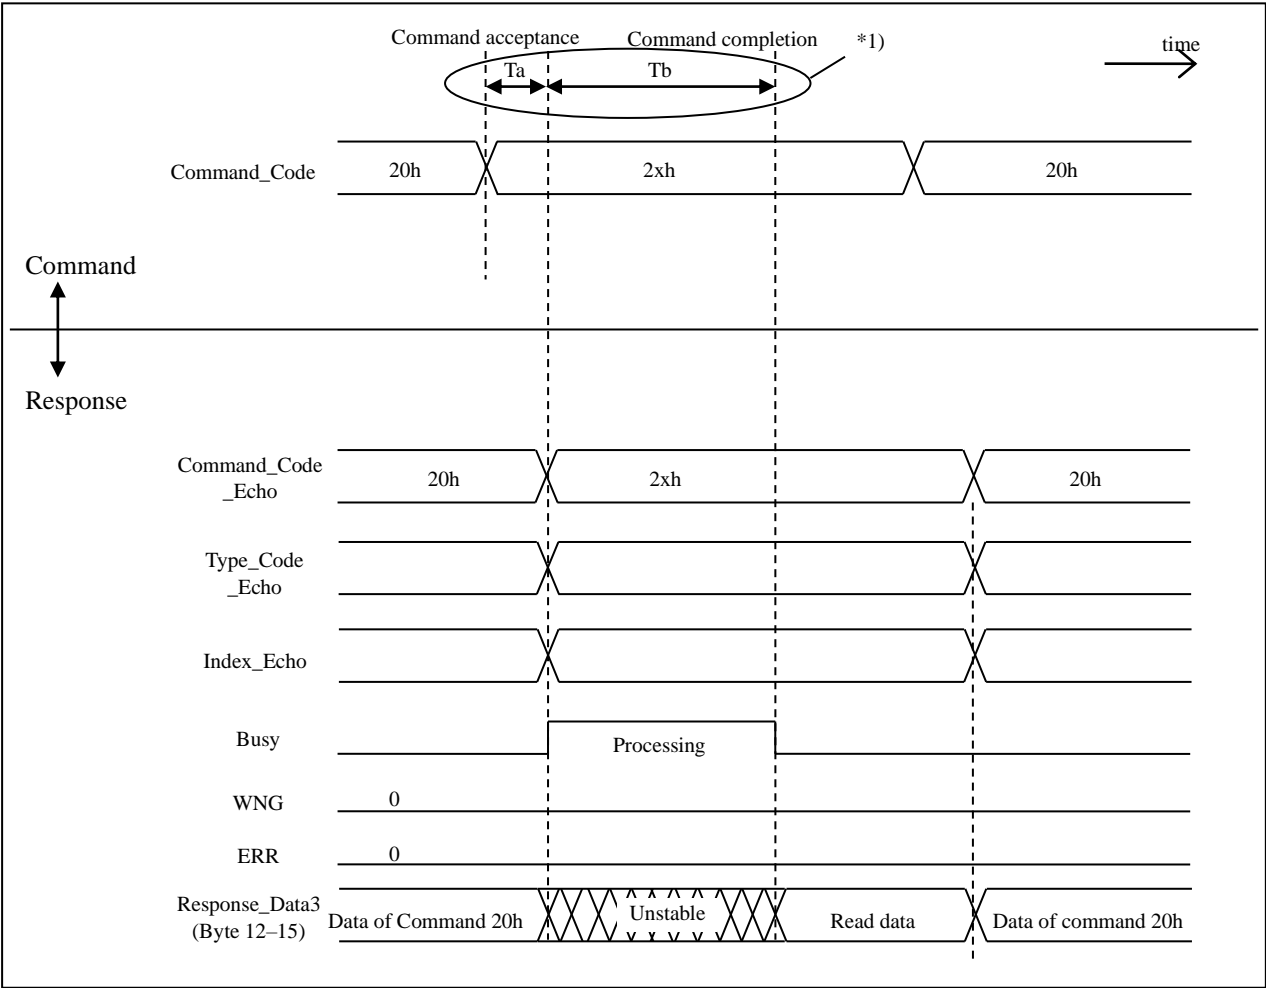 Command acceptance
Command completion
*1)
time
Ta
Tb
Command_Code
20h
2xh
20h
Command
Response
Command_Code
_Echo
20h
2xh
20h
Type_Code
_Echo
Index_Echo
Busy
Processing
WNG
0
ERR
0
Response_Data3
(Byte 12–15)
Data of Command 20h
Unstable
Read data
Data of command 20h